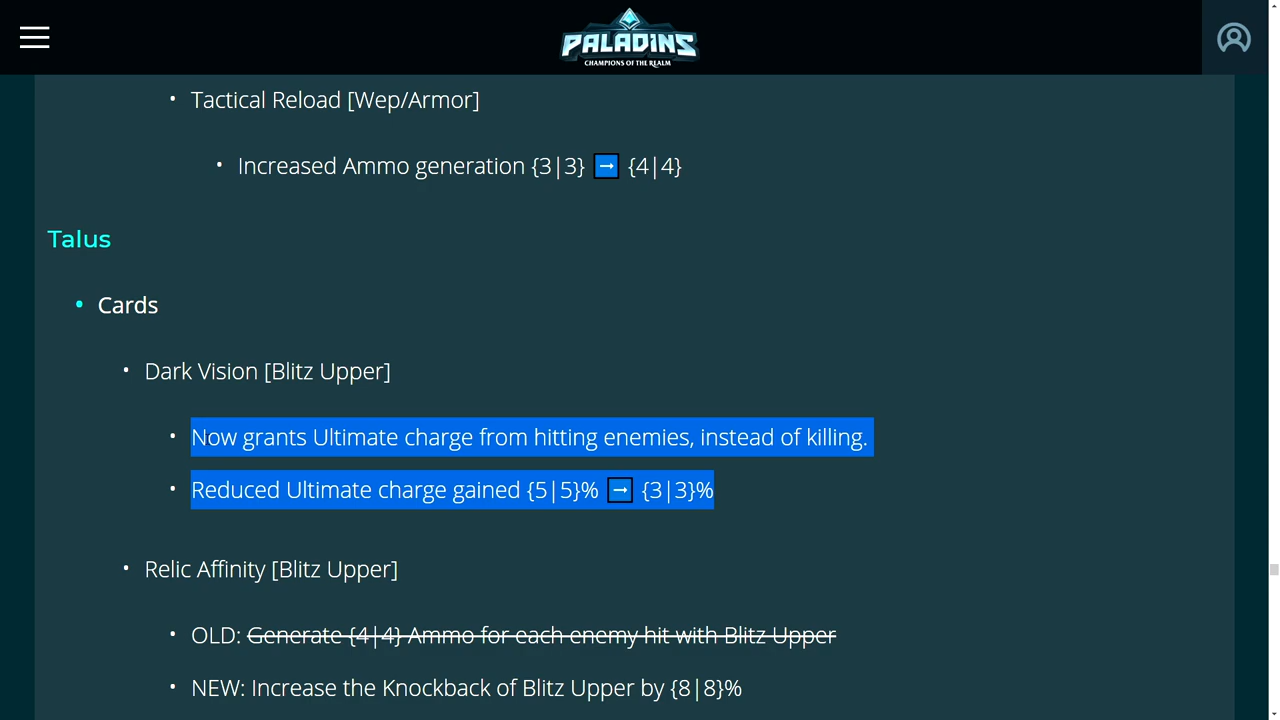 PALADINS
CHAMPIONS OF THE REALM
• Tactical Reload [Wep/Armor]
• Increased Ammo generation {3|3} ➡ {4|4}
Talus
• Cards
• Dark Vision [Blitz Upper]
• Now grants Ultimate charge from hitting enemies, instead of killing.
• Reduced Ultimate charge gained {5|5}% ➡ {3|3}%
• Relic Affinity [Blitz Upper]
• OLD: Generate {4|4} Ammo for each enemy hit with Blitz Upper
• NEW: Increase the Knockback of Blitz Upper by {8|8}%